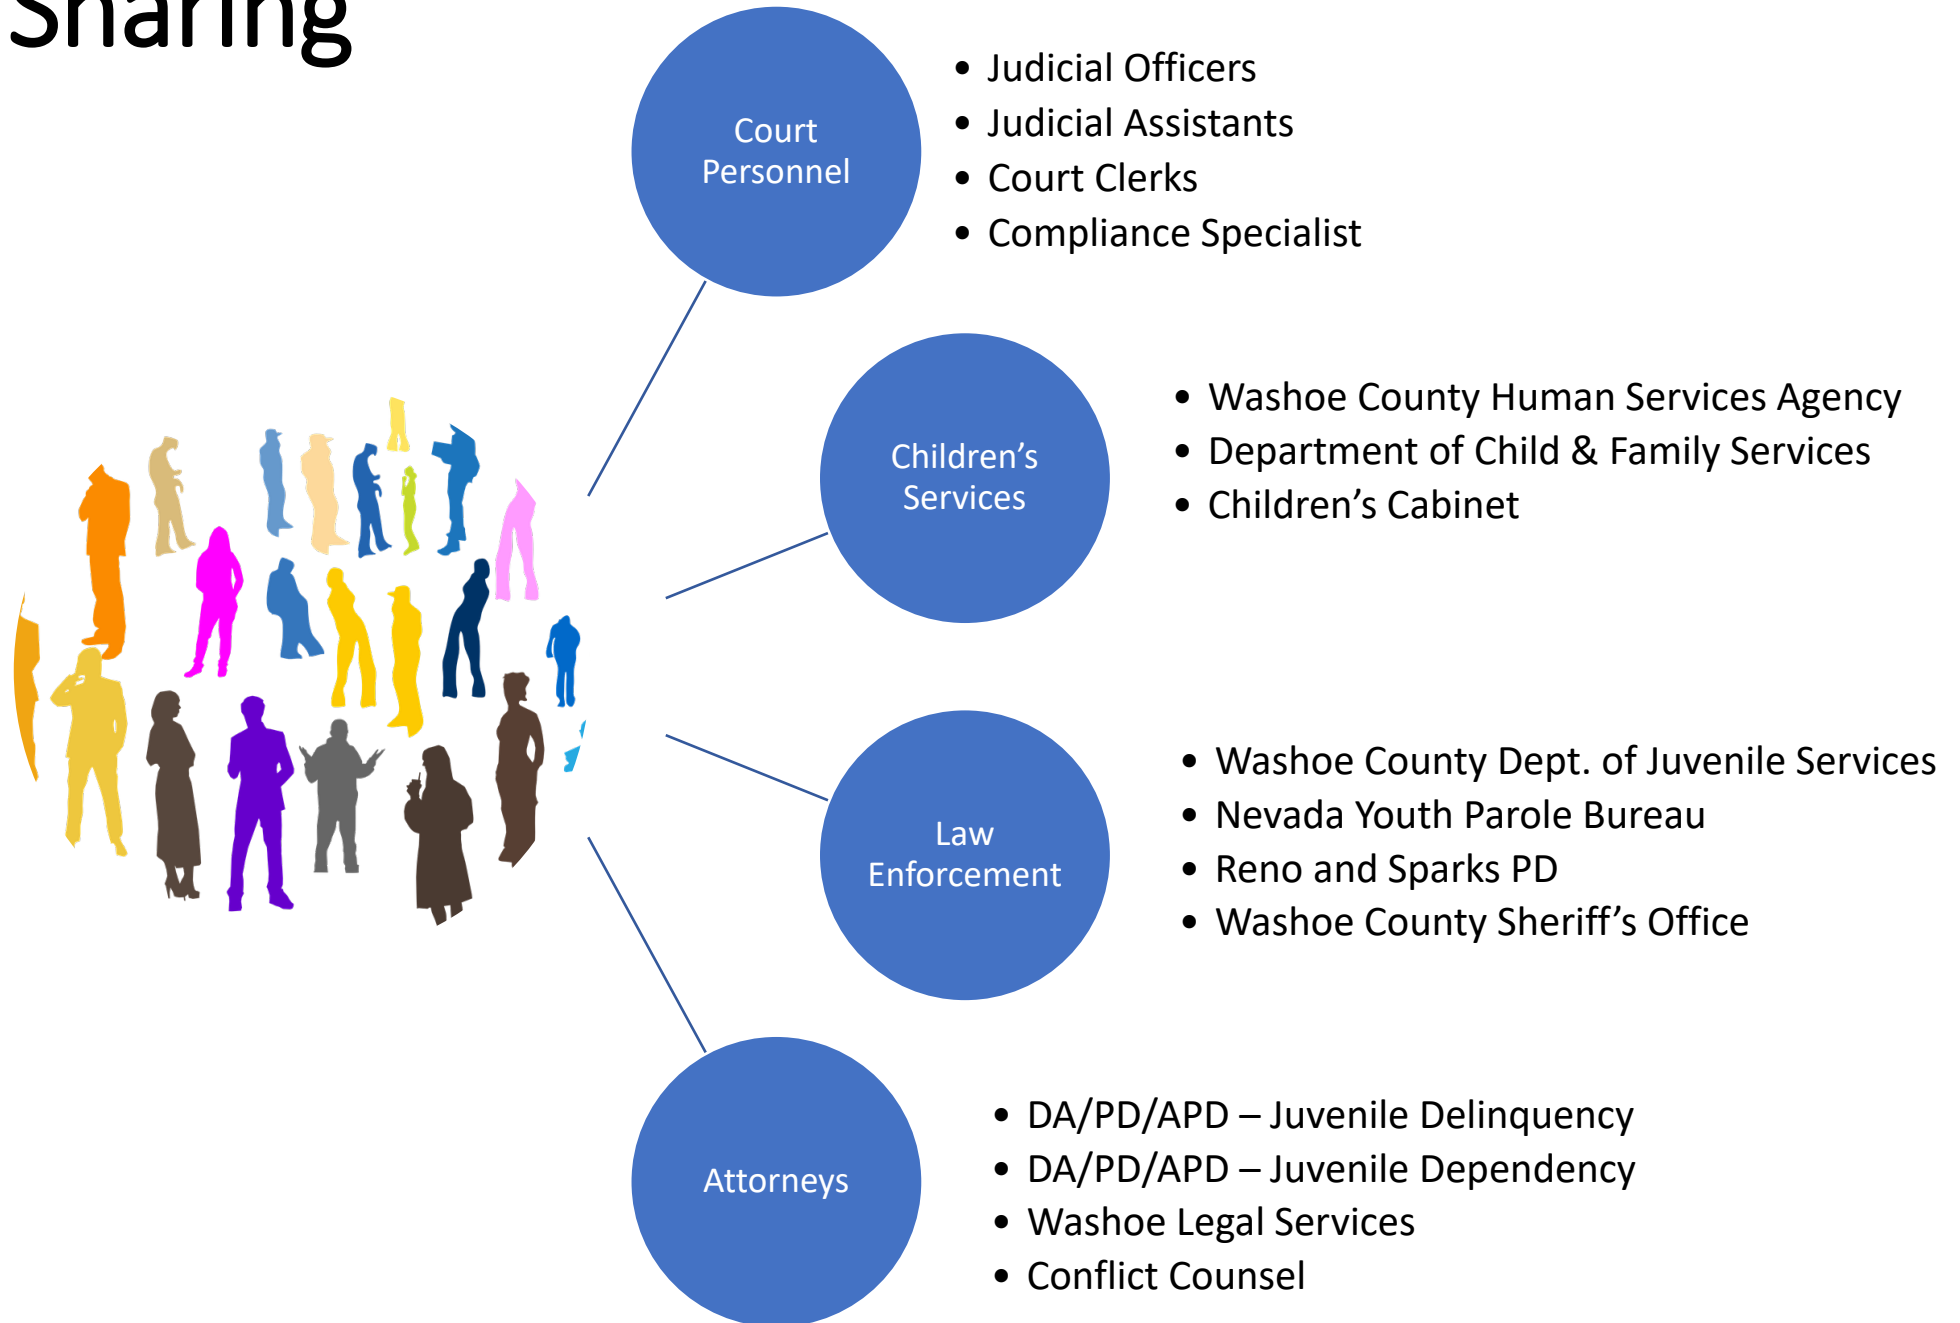 Sharing
Court
Personnel
• Judicial Officers
• Judicial Assistants
• Court Clerks
• Compliance Specialist
Children’s
Services
• Washoe County Human Services Agency
• Department of Child & Family Services
• Children’s Cabinet
Law
Enforcement
• Washoe County Dept. of Juvenile Services
• Nevada Youth Parole Bureau
• Reno and Sparks PD
• Washoe County Sheriff’s Office
Attorneys
• DA/PD/APD – Juvenile Delinquency
• DA/PD/APD – Juvenile Dependency
• Washoe Legal Services
• Conflict Counsel